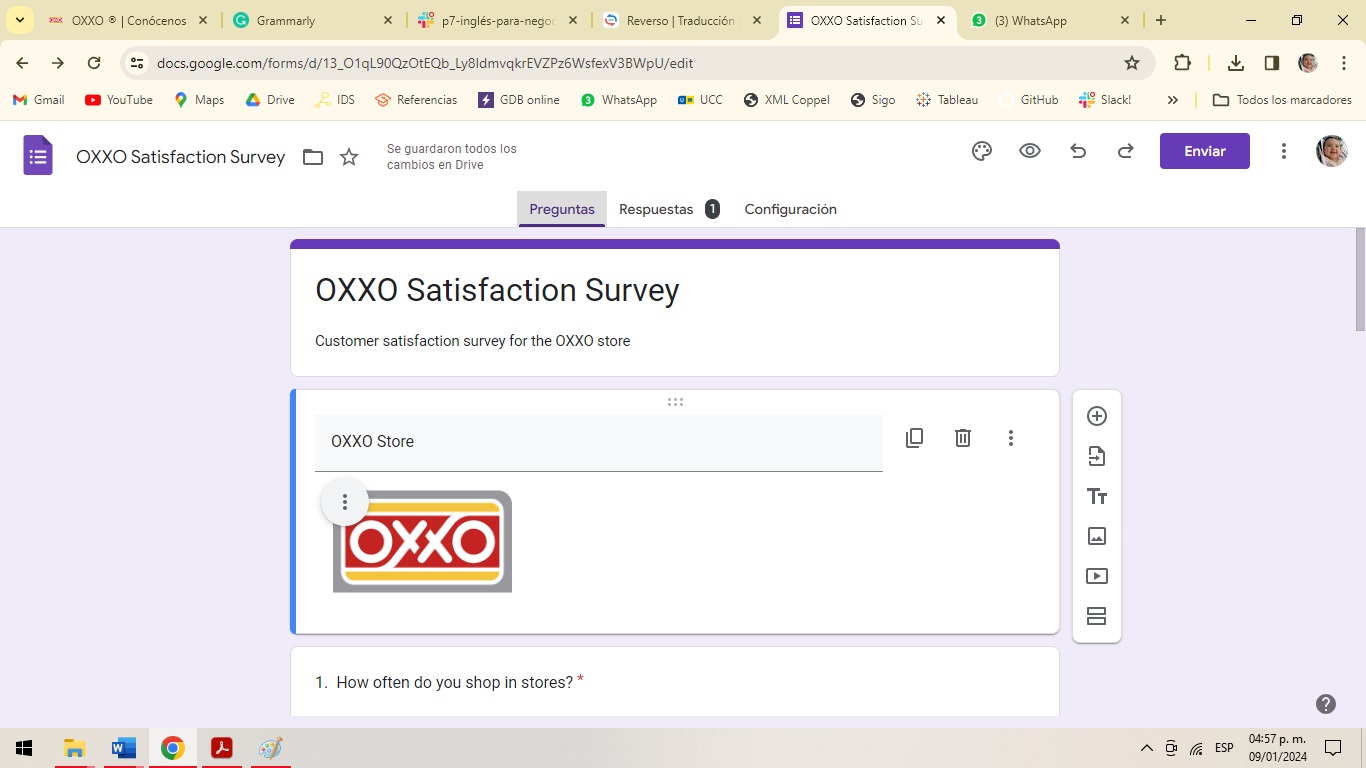 OXXO ® | Conócenos
Grammarly
p7-inglés-para-negoc
Reverso | Traducción
OXXO Satisfaction Su
(3) WhatsApp
docs.google.com/forms/d/13_O1qL90QzOtEQb_Ly8IdmvqkrEVZPz6WsfexV3BWpU/edit
Gmail YouTube Maps Drive IDS Referencias GDB online WhatsApp UCC XML Coppel Sigo Tableau GitHub Slack! » Todos los marcadores
OXXO Satisfaction Survey
Se guardaron todos los
cambios en Drive
Enviar
Preguntas Respuestas 1 Configuración
OXXO Satisfaction Survey
Customer satisfaction survey for the OXXO store
OXXO Store
OXXO
1. How often do you shop in stores? *
ESP
04:57 p. m.
09/01/2024